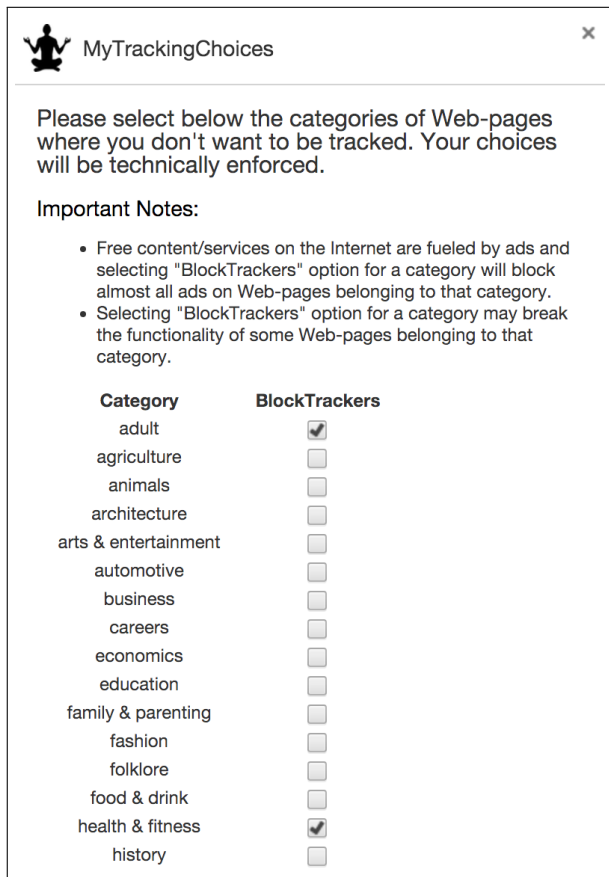 MyTrackingChoices
×
Please select below the categories of Web-pages
where you don't want to be tracked. Your choices
will be technically enforced.
Important Notes:
• Free content/services on the Internet are fueled by ads and
selecting "BlockTrackers" option for a category will block
almost all ads on Web-pages belonging to that category.
• Selecting "BlockTrackers" option for a category may break
the functionality of some Web-pages belonging to that
category.
Category BlockTrackers
adult
agriculture
animals
architecture
arts & entertainment
automotive
business
careers
economics
education
family & parenting
fashion
folklore
food & drink
health & fitness
history